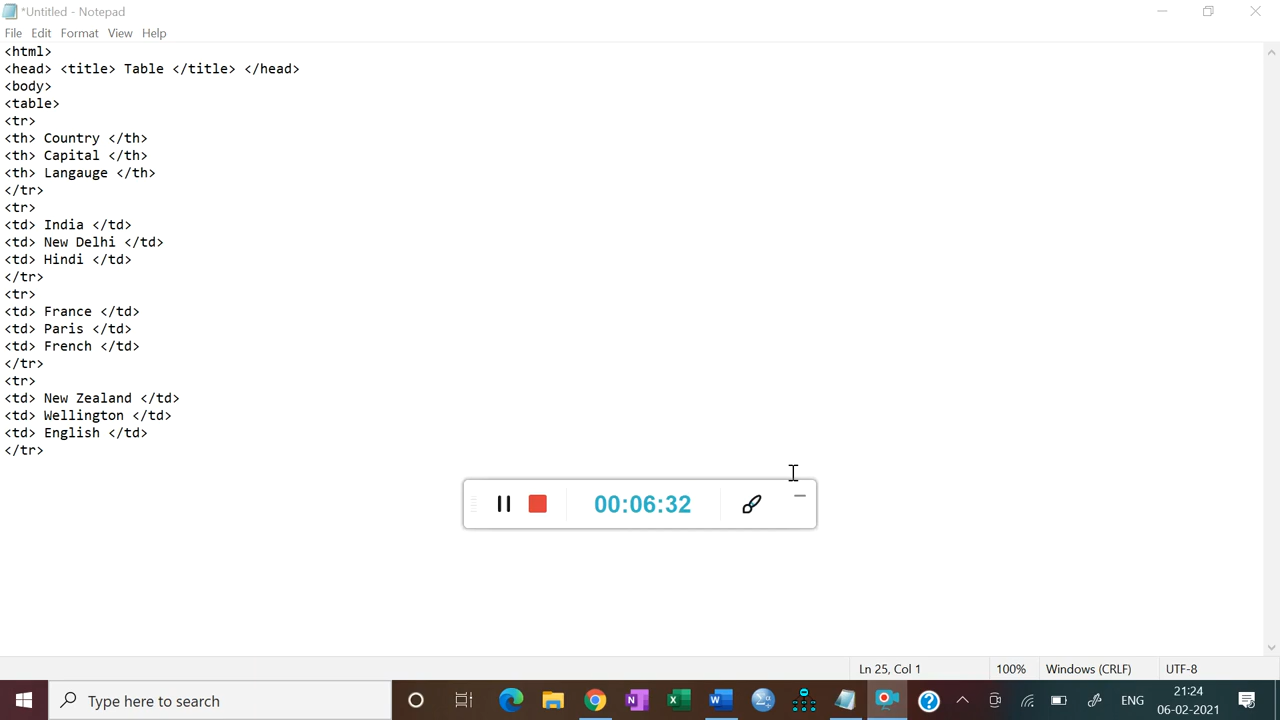 *Untitled - Notepad
File Edit Format View Help
<html>
<head> <title> Table </title> </head>
<body>
<table>
<tr>
<th> Country </th>
<th> Capital </th>
<th> Langauge </th>
</tr>
<tr>
<td> India </td>
<td> New Delhi </td>
<td> Hindi </td>
</tr>
<tr>
<td> France </td>
<td> Paris </td>
<td> French </td>
</tr>
<tr>
<td> New Zealand </td>
<td> Wellington </td>
<td> English </td>
</tr>
00:06:32
Ln 25, Col 1 100% Windows (CRLF) UTF-8
Type here to search ENG 21:24
06-02-2021